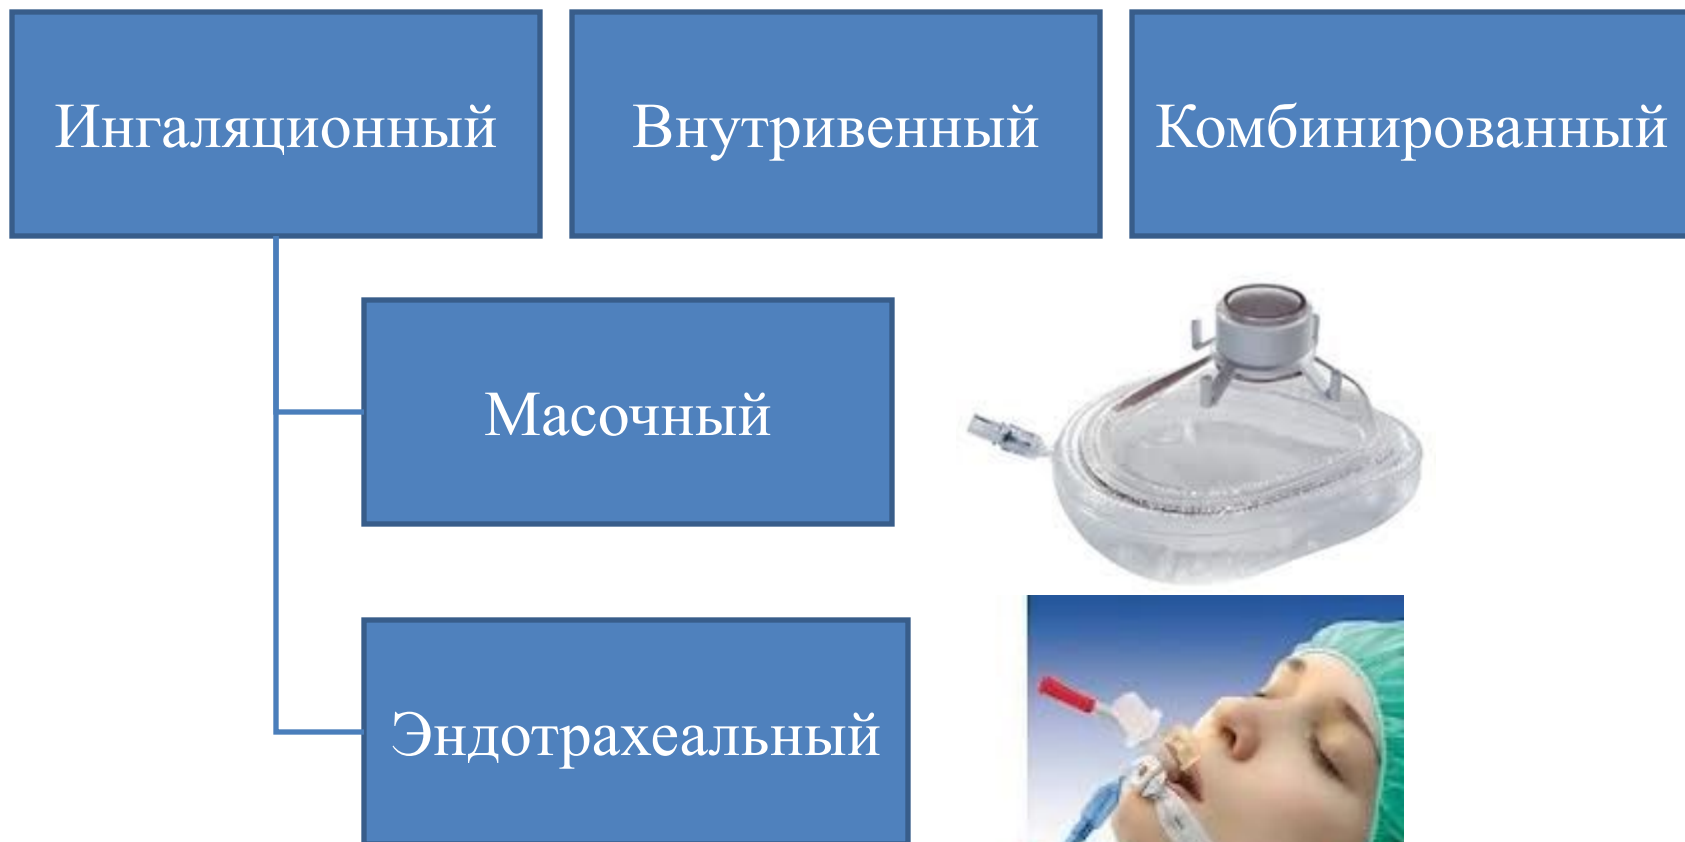 Ингаляционный
Внутривенный
Комбинированный
Масочный
Эндотрахеальный